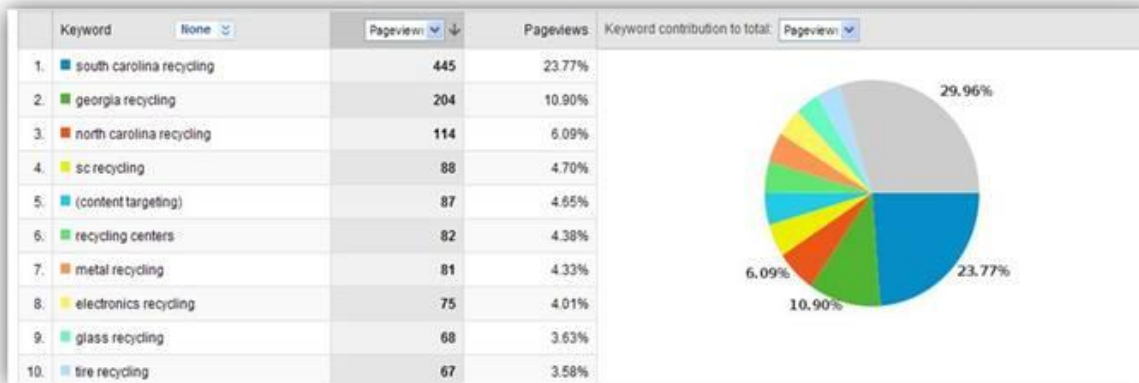 Keyword None Pageviews Pageviews Keyword contribution to total: Pageviews
1. south carolina recycling 445 23.77%
2. georgia recycling 204 10.90%
3. north carolina recycling 114 6.09%
4. sc recycling 88 4.70%
5. (content targeting) 87 4.65%
6. recycling centers 82 4.38%
7. metal recycling 81 4.33%
8. electronics recycling 75 4.01%
9. glass recycling 68 3.63%
10. tire recycling 67 3.58%
29.96%
6.09%
23.77%
10.90%